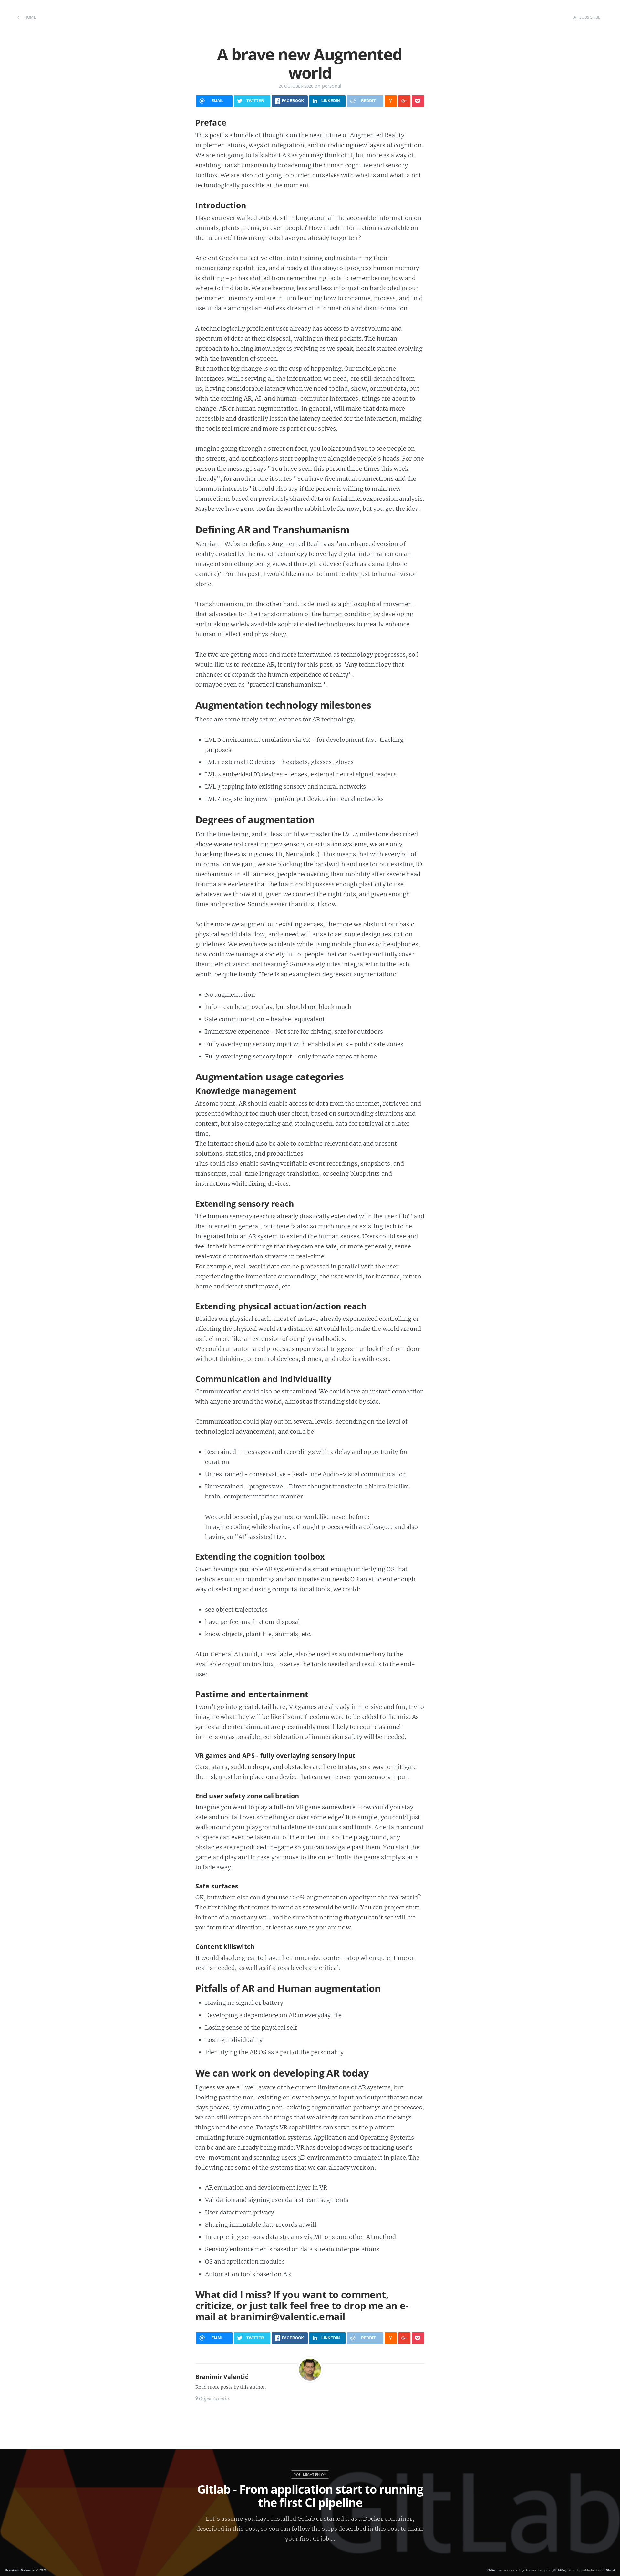 HOME
SUBSCRIBE
A brave new Augmented
world
26 OCTOBER 2020 on personal
EMAIL TWITTER FACEBOOK LINKEDIN REDDIT Y G+
Preface
This post is a bundle of thoughts on the near future of Augmented Reality
implementations, ways of integration, and introducing new layers of cognition.
We are not going to talk about AR as you may think of it, but more as a way of
enabling transhumanism by broadening the human cognitive and sensory
toolbox. We are also not going to burden ourselves with what is and what is not
technologically possible at the moment.
Introduction
Have you ever walked outsides thinking about all the accessible information on
animals, plants, items, or even people? How much information is available on
the internet? How many facts have you already forgotten?
Ancient Greeks put active effort into training and maintaining their
memorizing capabilities, and already at this stage of progress human memory
is shifting - or has shifted from remembering facts to remembering how and
where to find facts. We are keeping less and less information hardcoded in our
permanent memory and are in turn learning how to consume, process, and find
useful data amongst an endless stream of information and disinformation.
A technologically proficient user already has access to a vast volume and
spectrum of data at their disposal, waiting in their pockets. The human
approach to holding knowledge is evolving as we speak, heck it started evolving
with the invention of speech.
But another big change is on the cusp of happening. Our mobile phone
interfaces, while serving all the information we need, are still detached from
us, having considerable latency when we need to find, show, or input data, but
with the coming AR, AI, and human-computer interfaces, things are about to
change. AR or human augmentation, in general, will make that data more
accessible and drastically lessen the latency needed for the interaction, making
the tools feel more and more as part of our selves.
Imagine going through a street on foot, you look around you to see people on
the streets, and notifications start popping up alongside people's heads. For one
person the message says "You have seen this person three times this week
already", for another one it states "You have five mutual connections and the
common interests" it could also say if the person is willing to make new
connections based on previously shared data or facial microexpression analysis.
Maybe we have gone too far down the rabbit hole for now, but you get the idea.
Defining AR and Transhumanism
Merriam-Webster defines Augmented Reality as "an enhanced version of
reality created by the use of technology to overlay digital information on an
image of something being viewed through a device (such as a smartphone
camera)" For this post, I would like us not to limit reality just to human vision
alone.
Transhumanism, on the other hand, is defined as a philosophical movement
that advocates for the transformation of the human condition by developing
and making widely available sophisticated technologies to greatly enhance
human intellect and physiology.
The two are getting more and more intertwined as technology progresses, so I
would like us to redefine AR, if only for this post, as "Any technology that
enhances or expands the human experience of reality",
or maybe even as "practical transhumanism".
Augmentation technology milestones
These are some freely set milestones for AR technology.
• LVL 0 environment emulation via VR - for development fast-tracking
purposes
• LVL 1 external IO devices - headsets, glasses, gloves
• LVL 2 embedded IO devices - lenses, external neural signal readers
• LVL 3 tapping into existing sensory and neural networks
• LVL 4 registering new input/output devices in neural networks
Degrees of augmentation
For the time being, and at least until we master the LVL 4 milestone described
above we are not creating new sensory or actuation systems, we are only
hijacking the existing ones. Hi, Neuralink ;). This means that with every bit of
information we gain, we are blocking the bandwidth and use for our existing IO
mechanisms. In all fairness, people recovering their mobility after severe head
trauma are evidence that the brain could possess enough plasticity to use
whatever we throw at it, given we connect the right dots, and given enough
time and practice. Sounds easier than it is, I know.
So the more we augment our existing senses, the more we obstruct our basic
physical world data flow, and a need will arise to set some design restriction
guidelines. We even have accidents while using mobile phones or headphones,
how could we manage a society full of people that can overlap and fully cover
their field of vision and hearing? Some safety rules integrated into the tech
would be quite handy. Here is an example of degrees of augmentation:
• No augmentation
• Info - can be an overlay, but should not block much
• Safe communication - headset equivalent
• Immersive experience - Not safe for driving, safe for outdoors
• Fully overlaying sensory input with enabled alerts - public safe zones
• Fully overlaying sensory input - only for safe zones at home
Augmentation usage categories
Knowledge management
At some point, AR should enable access to data from the internet, retrieved and
presented without too much user effort, based on surrounding situations and
context, but also categorizing and storing useful data for retrieval at a later
time.
The interface should also be able to combine relevant data and present
solutions, statistics, and probabilities
This could also enable saving verifiable event recordings, snapshots, and
transcripts, real-time language translation, or seeing blueprints and
instructions while fixing devices.
Extending sensory reach
The human sensory reach is already drastically extended with the use of IoT and
the internet in general, but there is also so much more of existing tech to be
integrated into an AR system to extend the human senses. Users could see and
feel if their home or things that they own are safe, or more generally, sense
real-world information streams in real-time.
For example, real-world data can be processed in parallel with the user
experiencing the immediate surroundings, the user would, for instance, return
home and detect stuff moved, etc.
Extending physical actuation/action reach
Besides our physical reach, most of us have already experienced controlling or
affecting the physical world at a distance. AR could help make the world around
us feel more like an extension of our physical bodies.
We could run automated processes upon visual triggers - unlock the front door
without thinking, or control devices, drones, and robotics with ease.
Communication and individuality
Communication could also be streamlined. We could have an instant connection
with anyone around the world, almost as if standing side by side.
Communication could play out on several levels, depending on the level of
technological advancement, and could be:
• Restrained - messages and recordings with a delay and opportunity for
curation
• Unrestrained - conservative - Real-time Audio-visual communication
• Unrestrained - progressive - Direct thought transfer in a Neuralink like
brain-computer interface manner
We could be social, play games, or work like never before:
Imagine coding while sharing a thought process with a colleague, and also
having an "AI" assisted IDE.
Extending the cognition toolbox
Given having a portable AR system and a smart enough underlying OS that
replicates our surroundings and anticipates our needs OR an efficient enough
way of selecting and using computational tools, we could:
• see object trajectories
• have perfect math at our disposal
• know objects, plant life, animals, etc.
AI or General AI could, if available, also be used as an intermediary to the
available cognition toolbox, to serve the tools needed and results to the end-
user.
Pastime and entertainment
I won't go into great detail here, VR games are already immersive and fun, try to
imagine what they will be like if some freedom were to be added to the mix. As
games and entertainment are presumably most likely to require as much
immersion as possible, consideration of immersion safety will be needed.
VR games and APS - fully overlaying sensory input
Cars, stairs, sudden drops, and obstacles are here to stay, so a way to mitigate
the risk must be in place on a device that can write over your sensory input.
End user safety zone calibration
Imagine you want to play a full-on VR game somewhere. How could you stay
safe and not fall over something or over some edge? It is simple, you could just
walk around your playground to define its contours and limits. A certain amount
of space can even be taken out of the outer limits of the playground, any
obstacles are reproduced in-game so you can navigate past them. You start the
game and play and in case you move to the outer limits the game simply starts
to fade away.
Safe surfaces
OK, but where else could you use 100% augmentation opacity in the real world?
The first thing that comes to mind as safe would be walls. You can project stuff
in front of almost any wall and be sure that nothing that you can't see will hit
you from that direction, at least as sure as you are now.
Content killswitch
It would also be great to have the immersive content stop when quiet time or
rest is needed, as well as if stress levels are critical.
Pitfalls of AR and Human augmentation
• Having no signal or battery
• Developing a dependence on AR in everyday life
• Losing sense of the physical self
• Losing individuality
• Identifying the AR OS as a part of the personality
We can work on developing AR today
I guess we are all well aware of the current limitations of AR systems, but
looking past the non-existing or low tech ways of input and output that we now
days posses, by emulating non-existing augmentation pathways and processes,
we can still extrapolate the things that we already can work on and the ways
things need be done. Today's VR capabilities can serve as the platform
emulating future augmentation systems. Application and Operating Systems
can be and are already being made. VR has developed ways of tracking user's
eye-movement and scanning users 3D environment to emulate it in place. The
following are some of the systems that we can already work on:
• AR emulation and development layer in VR
• Validation and signing user data stream segments
• User datastream privacy
• Sharing immutable data records at will
• Interpreting sensory data streams via ML or some other AI method
• Sensory enhancements based on data stream interpretations
• OS and application modules
• Automation tools based on AR
What did I miss? If you want to comment,
criticize, or just talk feel free to drop me an e-
mail at branimir@valentic.email
EMAIL TWITTER FACEBOOK LINKEDIN REDDIT Y G+
Branimir Valentić
Read more posts by this author.
Osijek, Croatia
YOU MIGHT ENJOY
GitLab
Gitlab - From application start to running
the first CI pipeline
Let's assume you have installed Gitlab or started it as a Docker container,
described in this post, so you can follow the steps described in this post to make
your first CI job....
Branimir Valentić © 2020